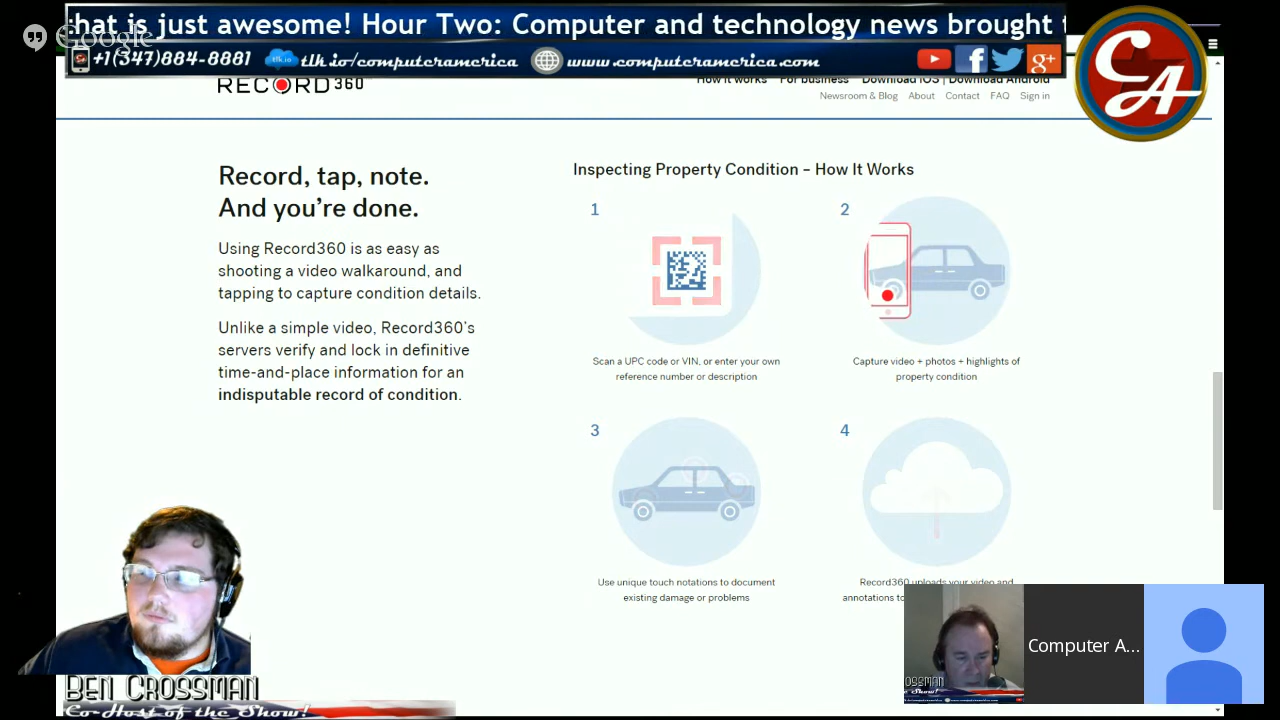 that is just awesome! Hour Two: Computer and technology news brought t
Google
+1(347)884-8881 tlk.io/computeramerica www.computeramerica.com
CA
RECORD360
How it works For business Download iOS | Download Android
Newsroom & Blog About Contact FAQ Sign in
Record, tap, note.
And you're done.
Using Record360 is as easy as
shooting a video walkaround, and
tapping to capture condition details.
Unlike a simple video, Record360's
servers verify and lock in definitive
time-and-place information for an
indisputable record of condition.
Inspecting Property Condition – How It Works
1
2
Scan a UPC code or VIN, or enter your own
reference number or description
Capture video + photos + highlights of
property condition
3
4
Use unique touch notations to document
existing damage or problems
Record360 uploads your video and
annotations to
Computer A...
Ben Crossman
Co-Host of the Show!